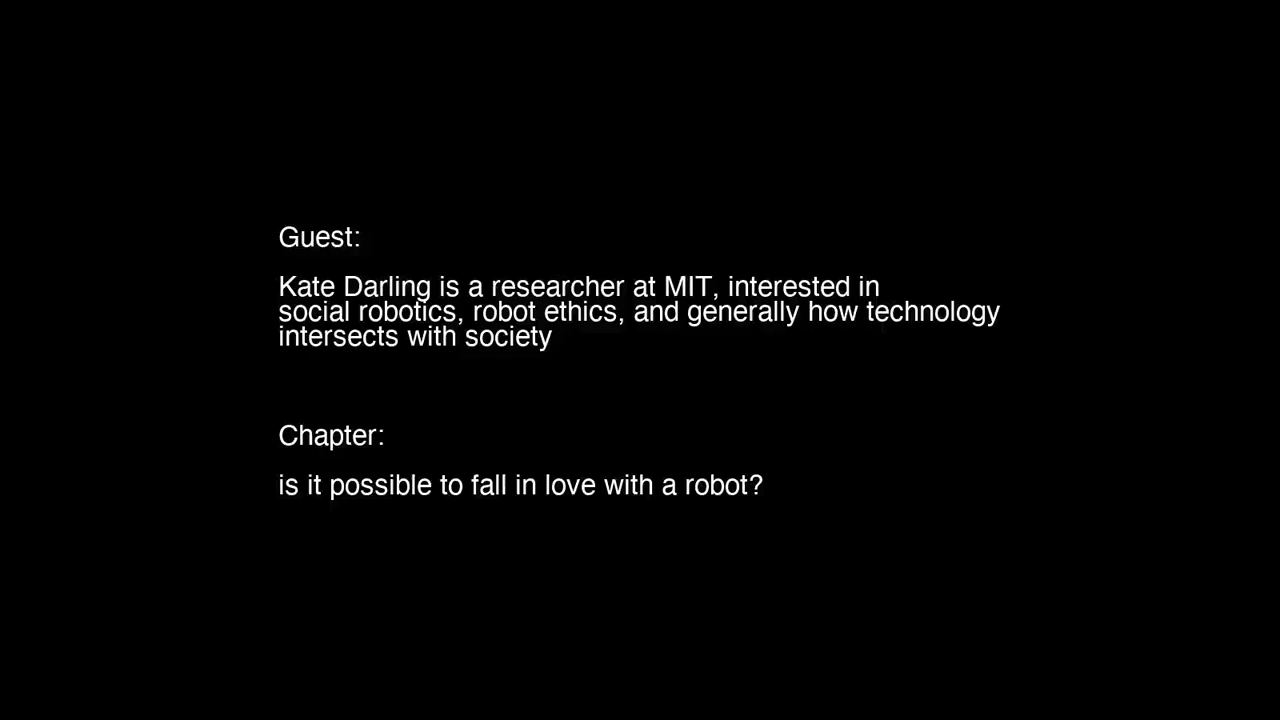 Guest:
Kate Darling is a researcher at MIT, interested in
social robotics, robot ethics, and generally how technology
intersects with society
Chapter:
is it possible to fall in love with a robot?